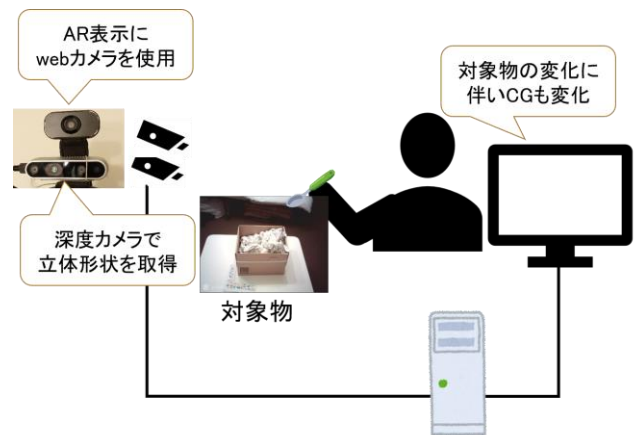 AR表示に
webカメラを使用
対象物の変化に
伴いCGも変化
深度カメラで
立体形状を取得
対象物